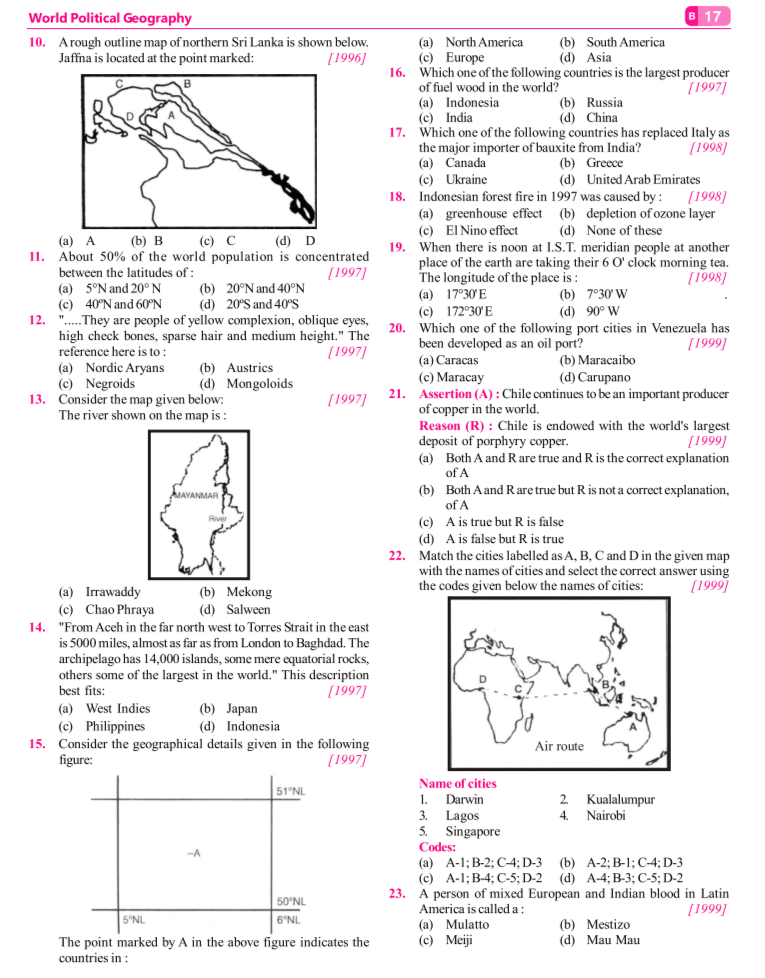 World Political Geography
B 17
10. A rough outline map of northern Sri Lanka is shown below.
Jaffna is located at the point marked: [1996]
C
B
D
A
(a) A (b) B (c) C (d) D
11. About 50% of the world population is concentrated
between the latitudes of : [1997]
(a) 5°N and 20° N (b) 20°N and 40°N
(c) 40ºN and 60ºN (d) 20ºS and 40ºS
12. ".....They are people of yellow complexion, oblique eyes,
high check bones, sparse hair and medium height." The
reference here is to : [1997]
(a) Nordic Aryans (b) Austrics
(c) Negroids (d) Mongoloids
13. Consider the map given below: [1997]
The river shown on the map is :
MAYANMAR
River
(a) Irrawaddy (b) Mekong
(c) Chao Phraya (d) Salween
14. "From Aceh in the far north west to Torres Strait in the east
is 5000 miles, almost as far as from London to Baghdad. The
archipelago has 14,000 islands, some mere equatorial rocks,
others some of the largest in the world." This description
best fits: [1997]
(a) West Indies (b) Japan
(c) Philippines (d) Indonesia
15. Consider the geographical details given in the following
figure: [1997]
51°NL
–A
50°NL
5°NL 6°NL
The point marked by A in the above figure indicates the
countries in :
(a) North America (b) South America
(c) Europe (d) Asia
16. Which one of the following countries is the largest producer
of fuel wood in the world? [1997]
(a) Indonesia (b) Russia
(c) India (d) China
17. Which one of the following countries has replaced Italy as
the major importer of bauxite from India? [1998]
(a) Canada (b) Greece
(c) Ukraine (d) United Arab Emirates
18. Indonesian forest fire in 1997 was caused by : [1998]
(a) greenhouse effect (b) depletion of ozone layer
(c) El Nino effect (d) None of these
19. When there is noon at I.S.T. meridian people at another
place of the earth are taking their 6 O' clock morning tea.
The longitude of the place is : [1998]
(a) 17°30' E (b) 7°30' W .
(c) 172°30' E (d) 90° W
20. Which one of the following port cities in Venezuela has
been developed as an oil port? [1999]
(a) Caracas (b) Maracaibo
(c) Maracay (d) Carupano
21. Assertion (A) : Chile continues to be an important producer
of copper in the world.
Reason (R) : Chile is endowed with the world's largest
deposit of porphyry copper. [1999]
(a) Both A and R are true and R is the correct explanation
of A
(b) Both A and R are true but R is not a correct explanation,
of A
(c) A is true but R is false
(d) A is false but R is true
22. Match the cities labelled as A, B, C and D in the given map
with the names of cities and select the correct answer using
the codes given below the names of cities: [1999]
D
C
B
A
Air route
Name of cities
1. Darwin 2. Kualalumpur
3. Lagos 4. Nairobi
5. Singapore
Codes:
(a) A-1; B-2; C-4; D-3 (b) A-2; B-1; C-4; D-3
(c) A-1; B-4; C-5; D-2 (d) A-4; B-3; C-5; D-2
23. A person of mixed European and Indian blood in Latin
America is called a : [1999]
(a) Mulatto (b) Mestizo
(c) Meiji (d) Mau Mau